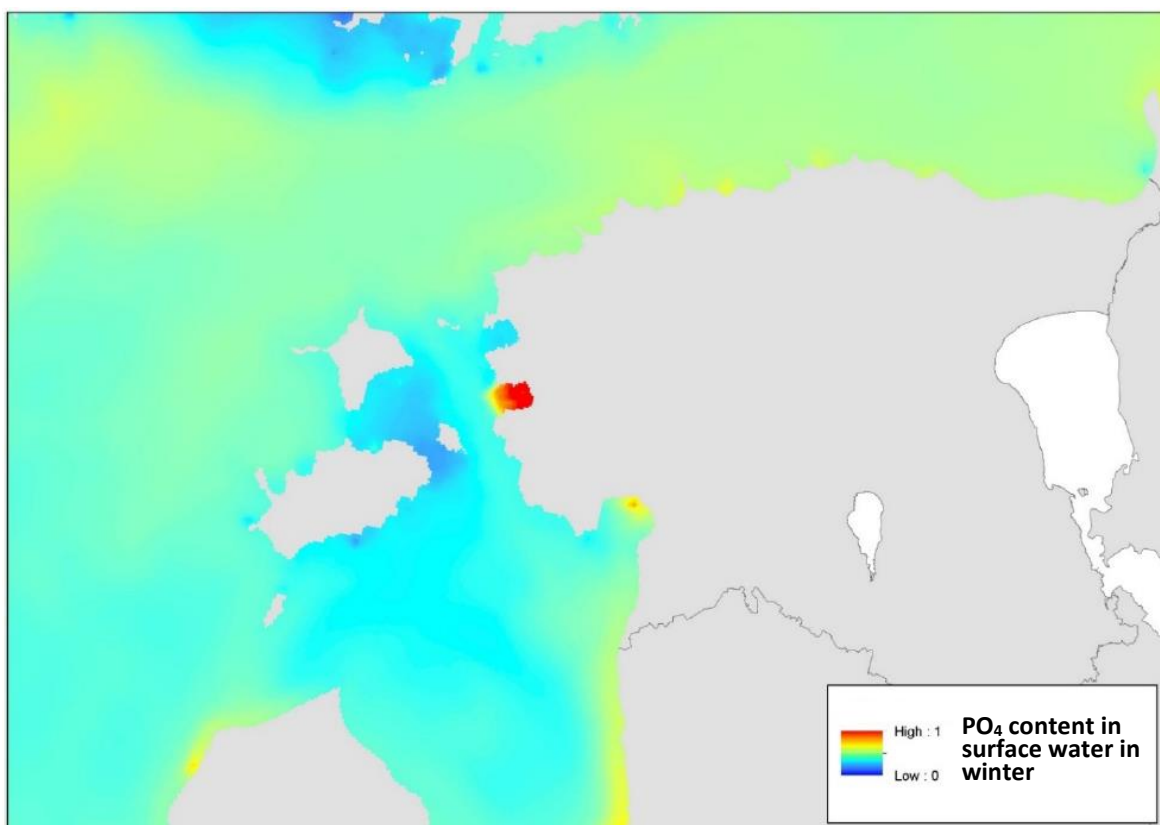 High : 1
Low : 0
PO₄ content in
surface water in
winter